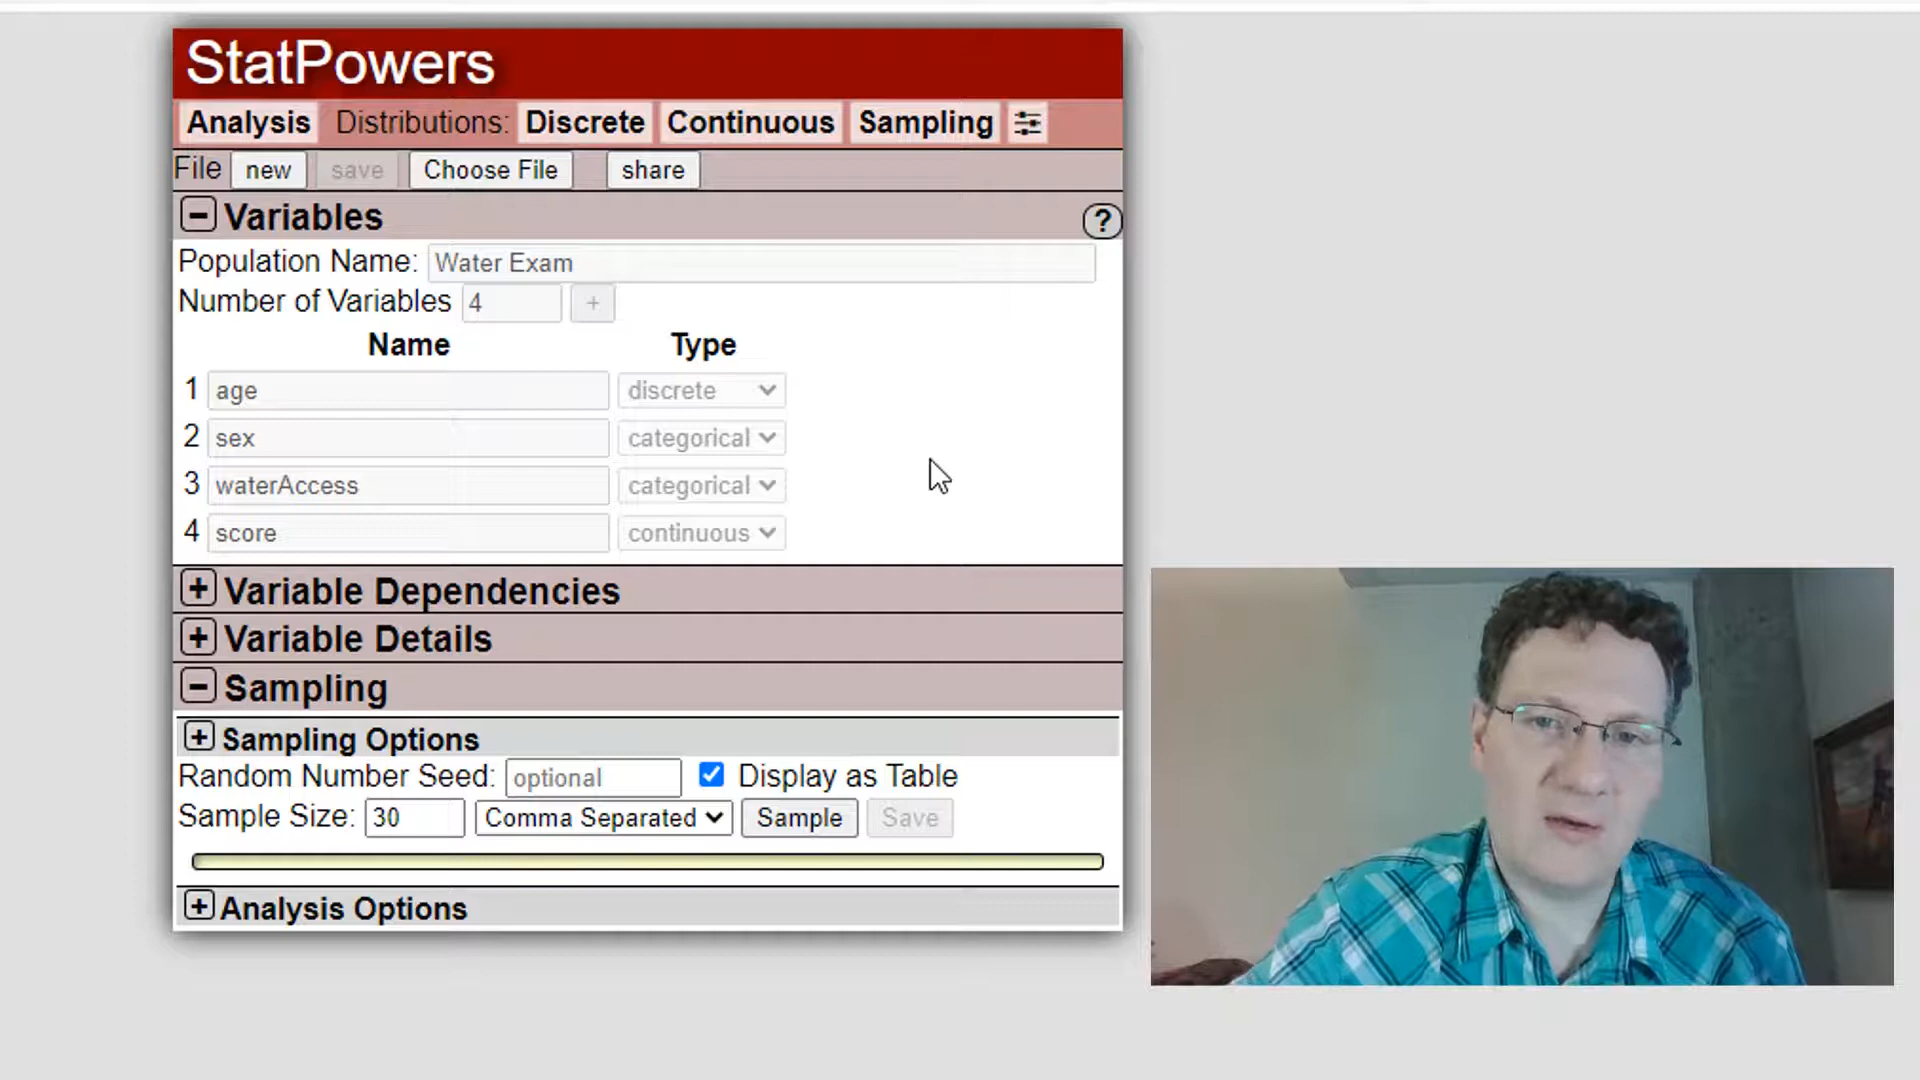 StatPowers
Analysis Distributions: Discrete Continuous Sampling
File new save Choose File share
− Variables ?
Population Name: Water Exam
Number of Variables 4 +
Name Type
1 age discrete
2 sex categorical
3 waterAccess categorical
4 score continuous
+ Variable Dependencies
+ Variable Details
− Sampling
+ Sampling Options
Random Number Seed: optional Display as Table
Sample Size: 30 Comma Separated Sample Save
+ Analysis Options